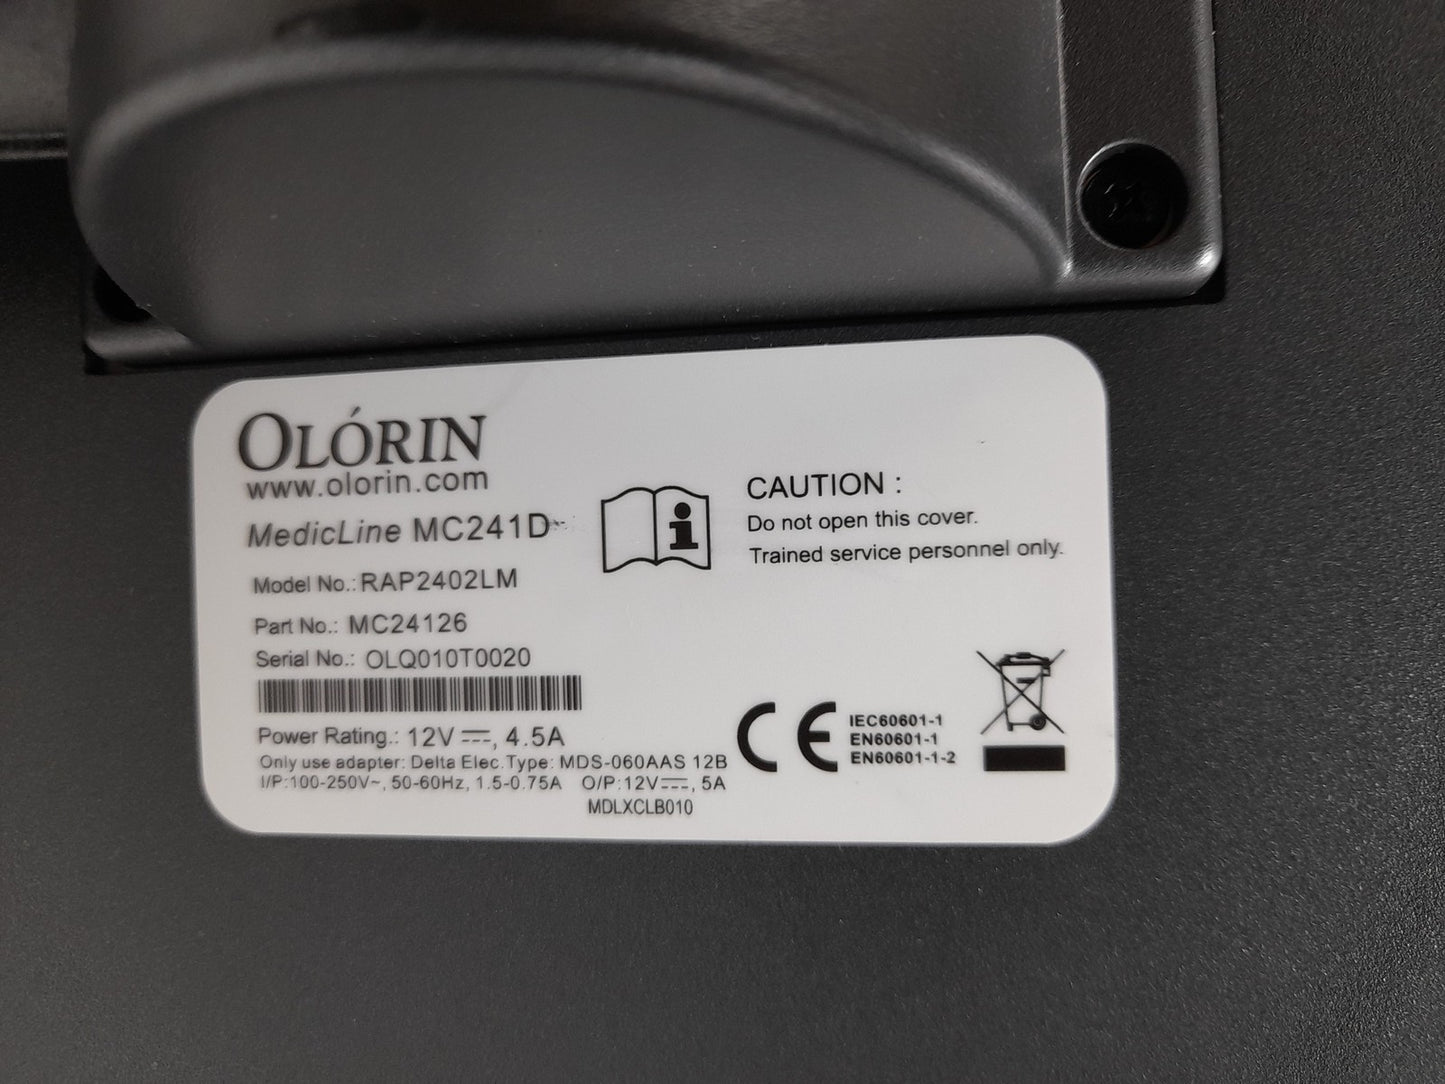 OLÓRIN
www.olorin.com
MedicLine MC241D
Model No.: RAP2402LM
Part No.: MC24126
Serial No.: OLQ010T0020
Power Rating.: 12V ⎓, 4.5A
Only use adapter: Delta Elec.Type: MDS-060AAS 12B
I/P:100-250V~, 50-60Hz, 1.5-0.75A O/P:12V⎓, 5A
MDLXCLB010
CAUTION :
Do not open this cover.
Trained service personnel only.
CE
IEC60601-1
EN60601-1
EN60601-1-2